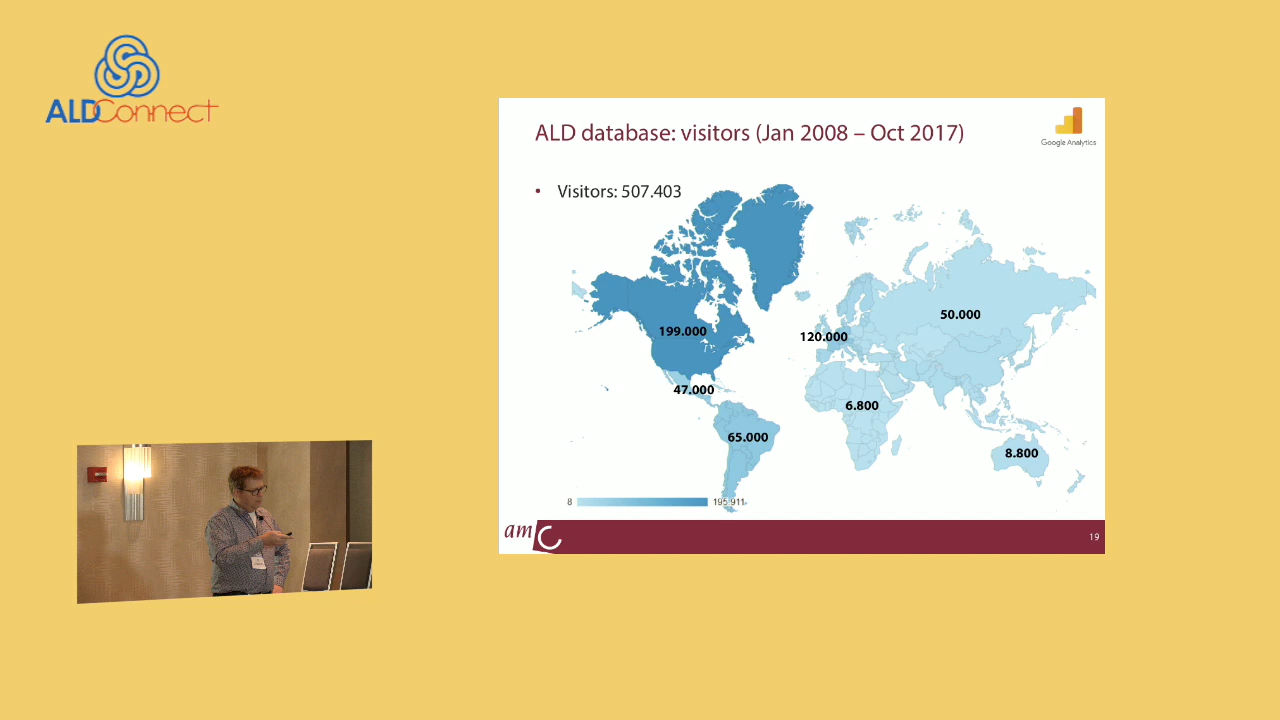 ALDConnect
ALD database: visitors (Jan 2008 – Oct 2017)
Google Analytics
• Visitors: 507.403
199.000
50.000
120.000
47.000
6.800
65.000
8.800
8
195,911
amc
19